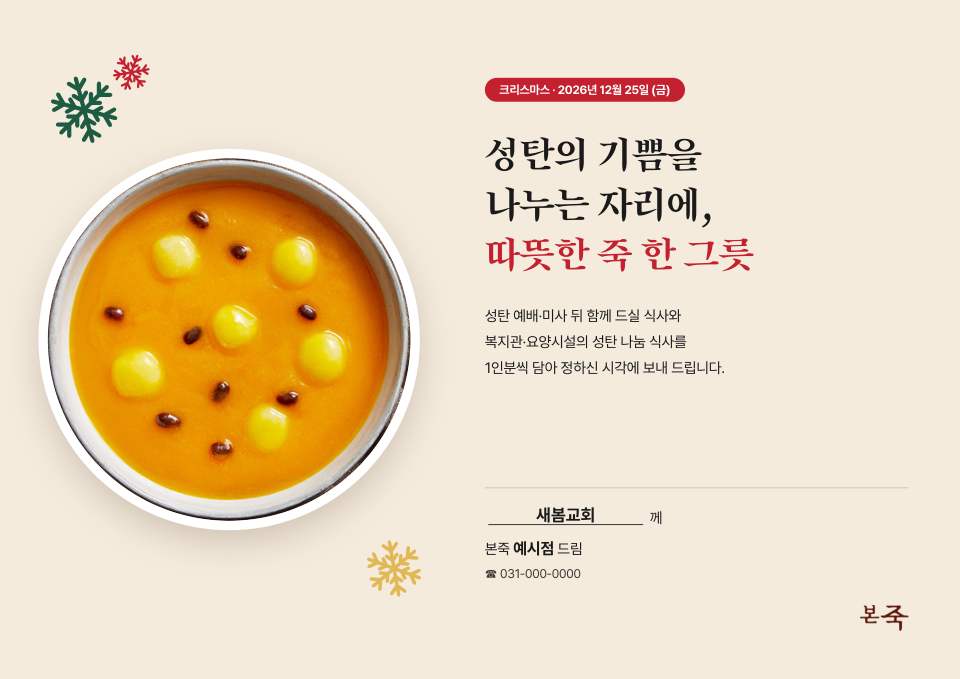 크리스마스 · 2026년 12월 25일 (금)
성탄의 기쁨을
나누는 자리에,
따뜻한 죽 한 그릇
성탄 예배·미사 뒤 함께 드실 식사와
복지관·요양시설의 성탄 나눔 식사를
1인분씩 담아 정하신 시각에 보내 드립니다.
새봄교회 께
본죽 예시점 드림
☎ 031-000-0000
본죽